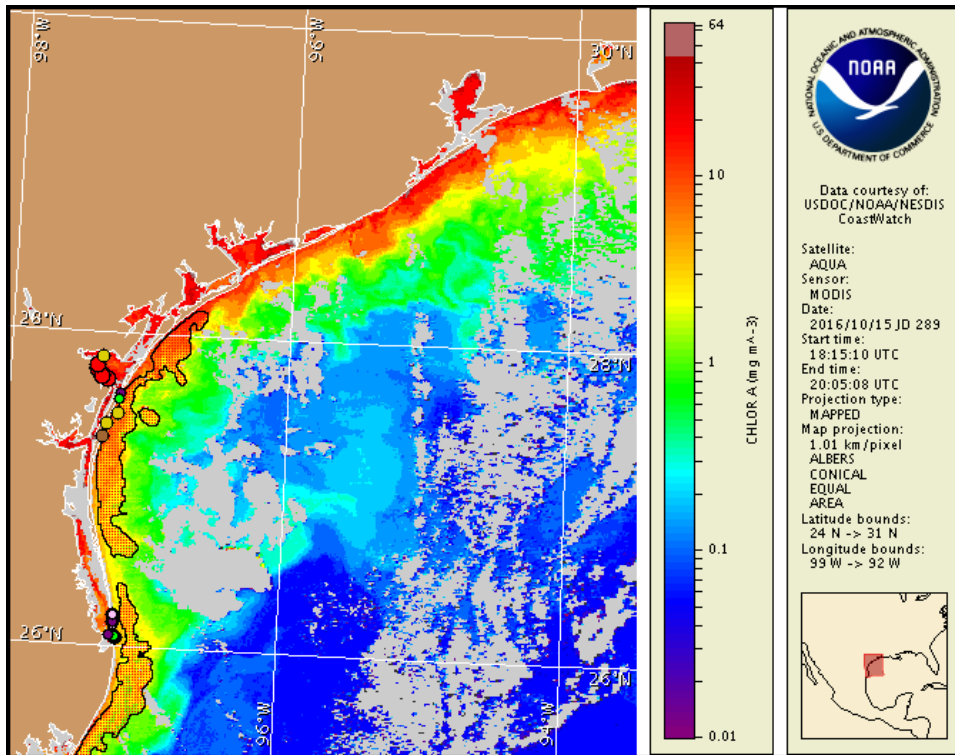 98°W
96°W
30°N
28°N
28°N
26°N
26°N
96°W
94°W
64
10
1
0.1
0.01
CHLOR A (mg m^-3)
NATIONAL OCEANIC AND ATMOSPHERIC ADMINISTRATION
NOAA
U.S. DEPARTMENT OF COMMERCE
Data courtesy of:
USDOC/NOAA/NESDIS
CoastWatch
Satellite:
AQUA
Sensor:
MODIS
Date:
2016/10/15 JD 289
Start time:
18:15:10 UTC
End time:
20:05:08 UTC
Projection type:
MAPPED
Map projection:
1.01 km/pixel
ALBERS
CONICAL
EQUAL
AREA
Latitude bounds:
24 N -> 31 N
Longitude bounds:
99 W -> 92 W